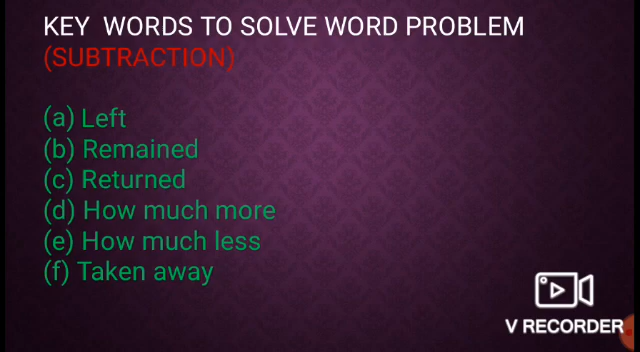 KEY WORDS TO SOLVE WORD PROBLEM
(SUBTRACTION)
(a) Left
(b) Remained
(c) Returned
(d) How much more
(e) How much less
(f) Taken away
V RECORDER